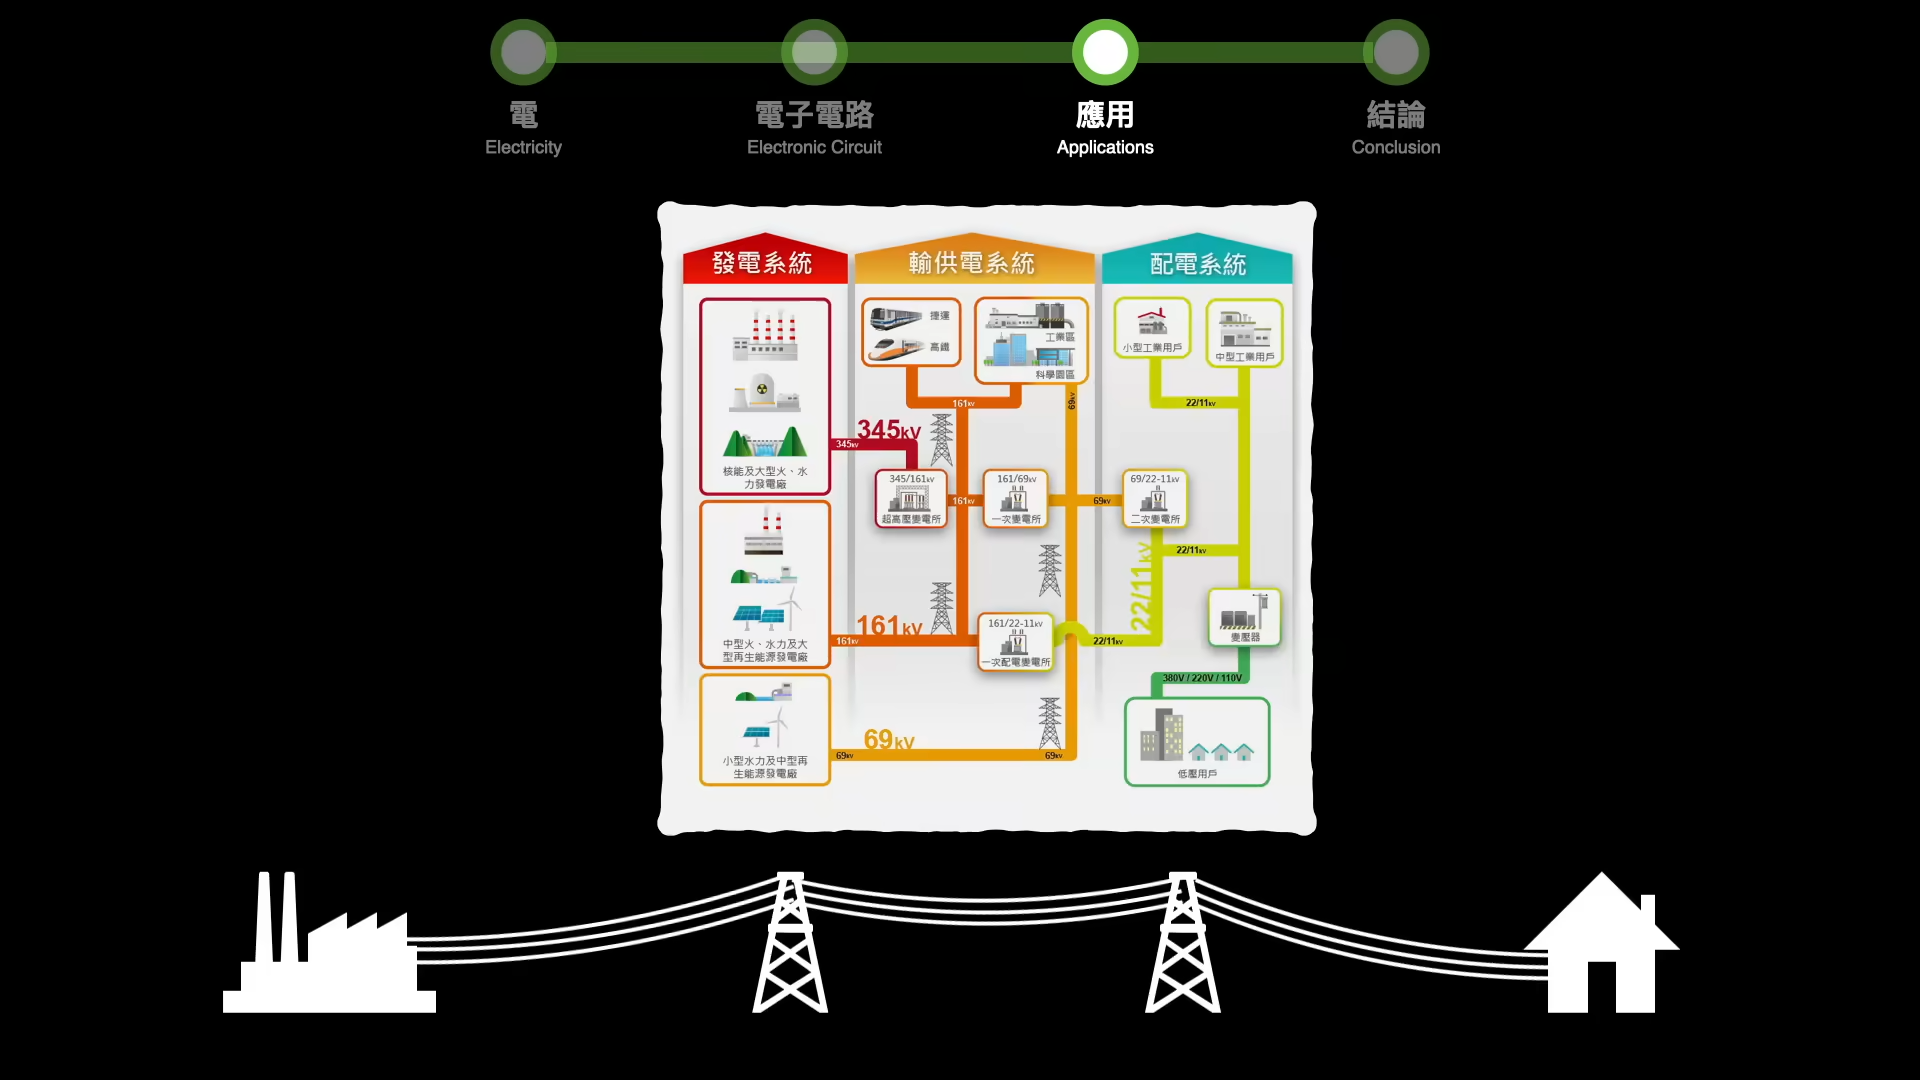 電
Electricity
電子電路
Electronic Circuit
應用
Applications
結論
Conclusion
發電系統
輸供電系統
配電系統
核能及大型火、水
力發電廠
中型火、水力及大
型再生能源發電廠
小型水力及中型再
生能源發電廠
捷運
高鐵
工業區
科學園區
161kV
69kV
345kV
345kV
345/161kV
超高壓變電所
161kV
161/69kV
一次變電所
69kV
161kV
161kV
161/22-11kV
一次配電變電所
69kV
69kV
69kV
小型工業用戶
中型工業用戶
22/11kV
69/22-11kV
二次變電所
22/11kV
22/11kV
22/11kV
變壓器
380V / 220V / 110V
低壓用戶